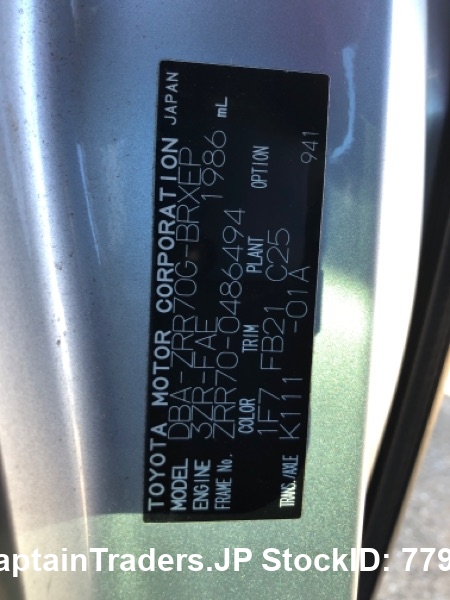 TOYOTA MOTOR CORPORATION JAPAN
MODEL DBA-ZRR70G-BRXEP
ENGINE 3ZR-FAE 1986 mL
FRAME No. ZRR70-0486494
COLOR TRIM PLANT OPTION
1F7 FB21 C25 941
TRANS./AXLE K111 -01A
aptainTraders.JP StockID: 779